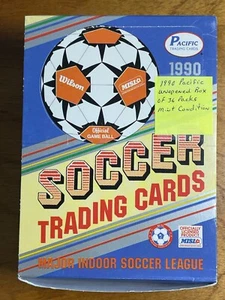 PACIFIC
TRADING CARDS
1990
Wilson
MISL
Official
GAME BALL
1990 Pacific
unopened Box
of 36 Packs
Mint Condition
SOCCER
TRADING CARDS
OFFICIALLY
LICENSED
PRODUCT
MISL
MAJOR INDOOR SOCCER LEAGUE